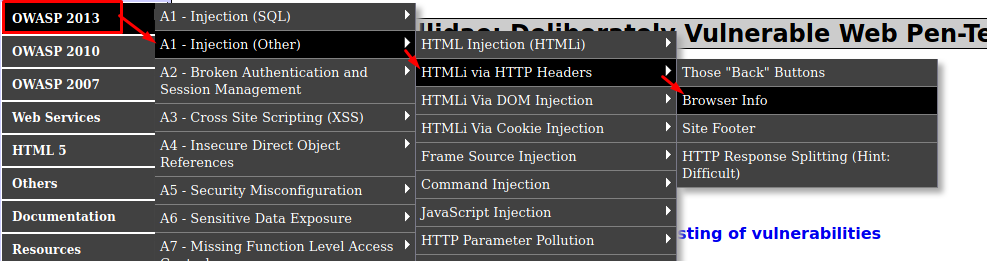 OWASP 2013
OWASP 2010
OWASP 2007
Web Services
HTML 5
Others
Documentation
Resources
A1 - Injection (SQL)
A1 - Injection (Other)
A2 - Broken Authentication and
Session Management
A3 - Cross Site Scripting (XSS)
A4 - Insecure Direct Object
References
A5 - Security Misconfiguration
A6 - Sensitive Data Exposure
A7 - Missing Function Level Access
HTML Injection (HTMLi)
HTMLi via HTTP Headers
HTMLi Via DOM Injection
HTMLi Via Cookie Injection
Frame Source Injection
Command Injection
JavaScript Injection
HTTP Parameter Pollution
Those "Back" Buttons
Browser Info
Site Footer
HTTP Response Splitting (Hint:
Difficult)
llidae: Deliberately Vulnerable Web Pen-Te
sting of vulnerabilities